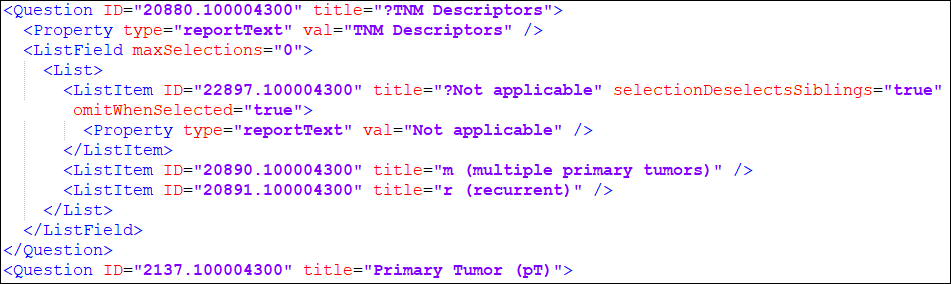 <Question ID="20880.100004300" title="?TNM Descriptors">
<Property type="reportText" val="TNM Descriptors" />
<ListField maxSelections="0">
<List>
<ListItem ID="22897.100004300" title="?Not applicable" selectionDeselectsSiblings="true"
omitWhenSelected="true">
<Property type="reportText" val="Not applicable" />
</ListItem>
<ListItem ID="20890.100004300" title="m (multiple primary tumors)" />
<ListItem ID="20891.100004300" title="r (recurrent)" />
</List>
</ListField>
</Question>
<Question ID="2137.100004300" title="Primary Tumor (pT)">